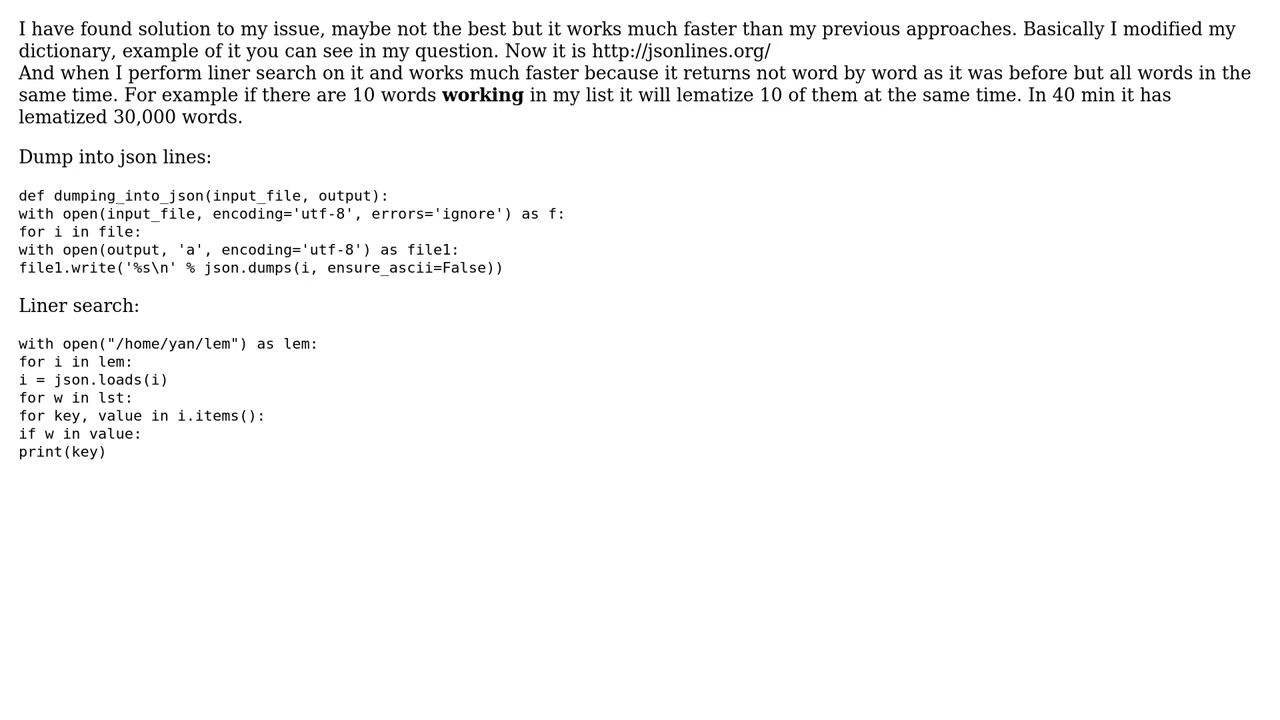 I have found solution to my issue, maybe not the best but it works much faster than my previous approaches. Basically I modified my
dictionary, example of it you can see in my question. Now it is http://jsonlines.org/
And when I perform liner search on it and works much faster because it returns not word by word as it was before but all words in the
same time. For example if there are 10 words working in my list it will lematize 10 of them at the same time. In 40 min it has
lematized 30,000 words.
Dump into json lines:
def dumping_into_json(input_file, output):
with open(input_file, encoding='utf-8', errors='ignore') as f:
for i in file:
with open(output, 'a', encoding='utf-8') as file1:
file1.write('%s\n' % json.dumps(i, ensure_ascii=False))
Liner search:
with open("/home/yan/lem") as lem:
for i in lem:
i = json.loads(i)
for w in lst:
for key, value in i.items():
if w in value:
print(key)